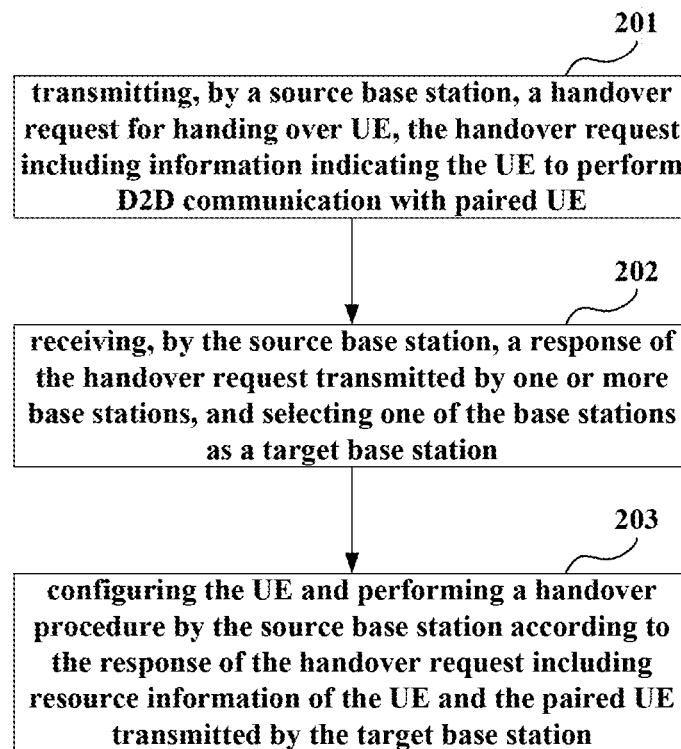 201
transmitting, by a source base station, a handover
request for handing over UE, the handover request
including information indicating the UE to perform
D2D communication with paired UE
202
receiving, by the source base station, a response of
the handover request transmitted by one or more
base stations, and selecting one of the base stations
as a target base station
203
configuring the UE and performing a handover
procedure by the source base station according to
the response of the handover request including
resource information of the UE and the paired UE
transmitted by the target base station